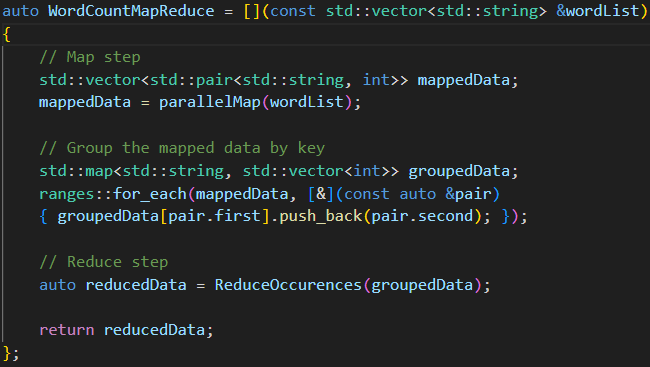 auto WordCountMapReduce = [](const std::vector<std::string> &wordList)
{
    // Map step
    std::vector<std::pair<std::string, int>> mappedData;
    mappedData = parallelMap(wordList);

    // Group the mapped data by key
    std::map<std::string, std::vector<int>> groupedData;
    ranges::for_each(mappedData, [&](const auto &pair)
    { groupedData[pair.first].push_back(pair.second); });

    // Reduce step
    auto reducedData = ReduceOccurences(groupedData);

    return reducedData;
};